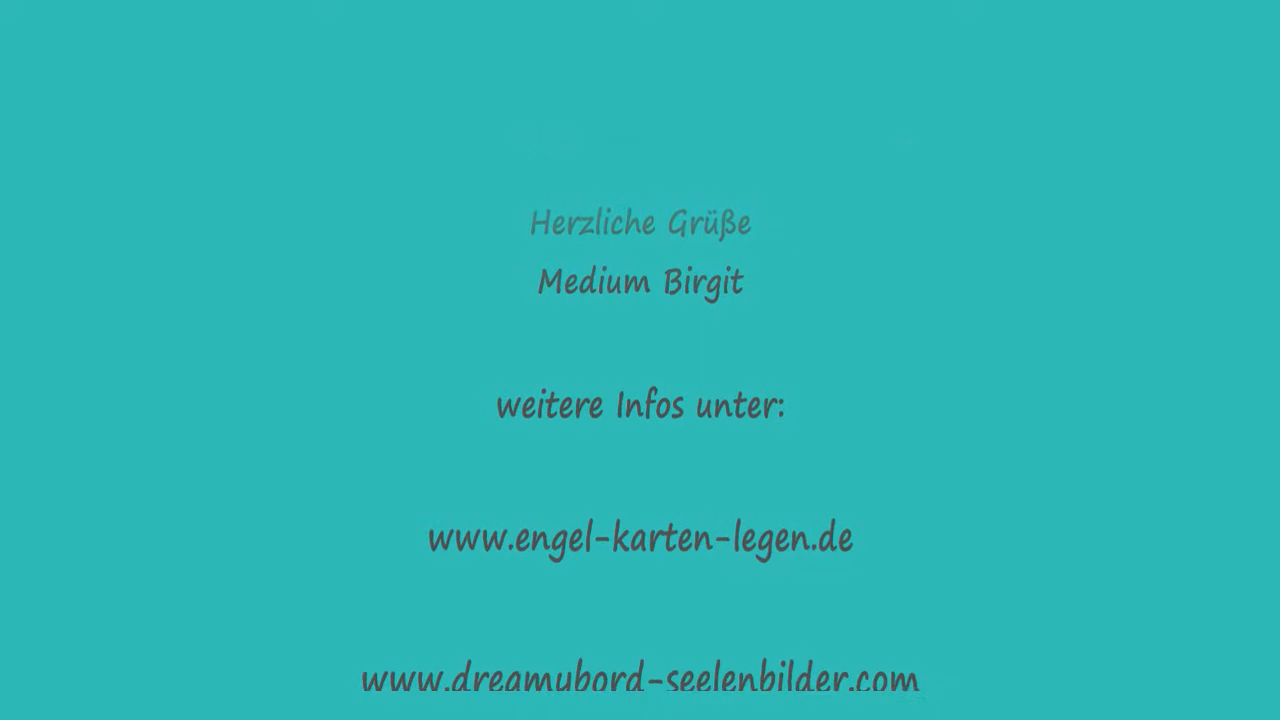 Herzliche Grüße
Medium Birgit
weitere Infos unter:
www.engel-karten-legen.de
www.dreamubord-seelenbilder.com